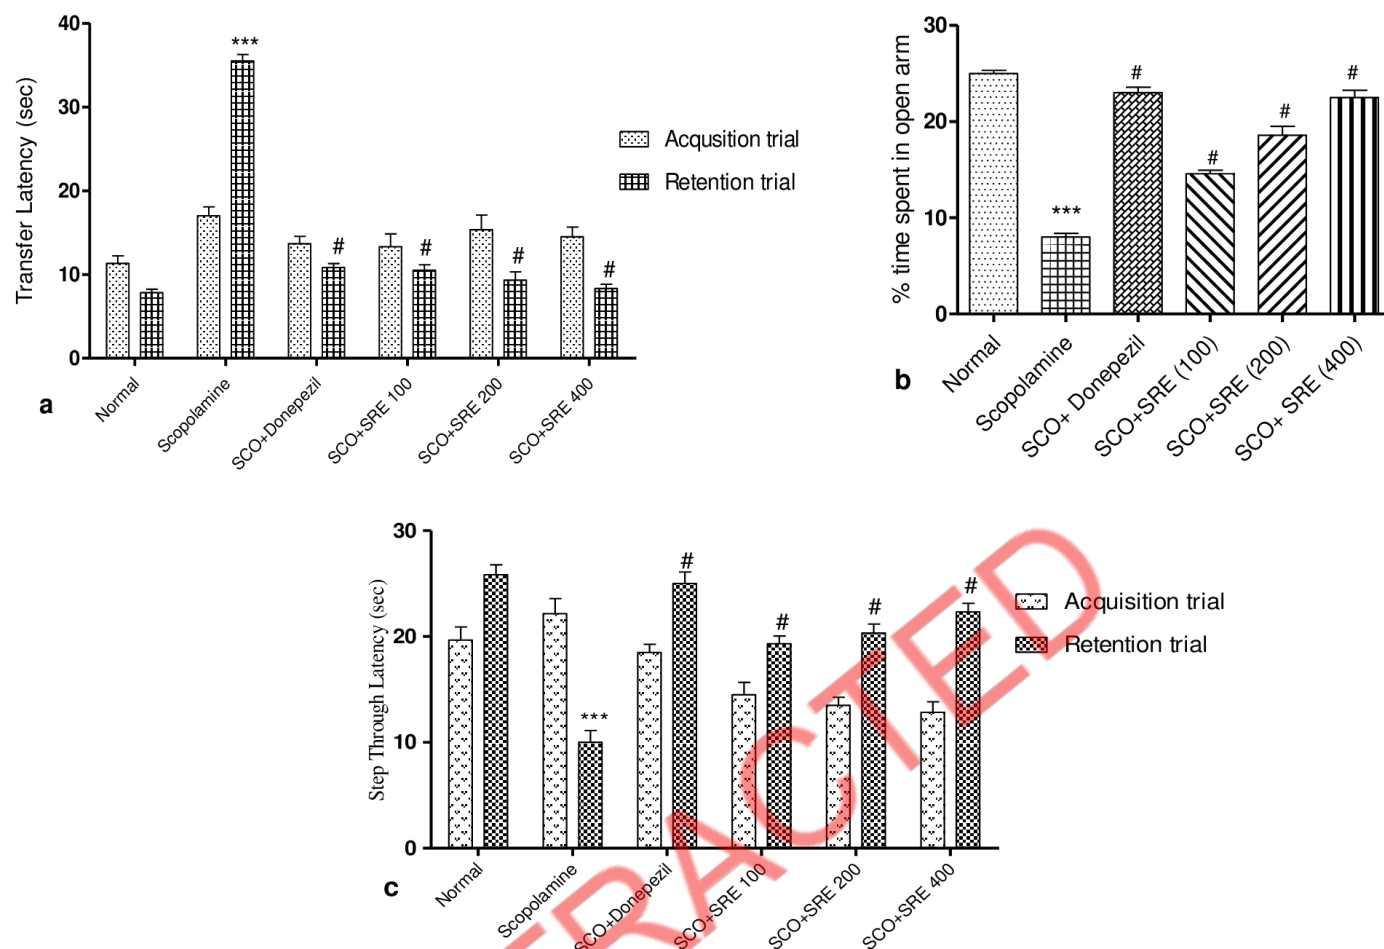 40
30
20
10
0
Transfer Latency (sec)
***
#
#
#
#
Acqusition trial
Retention trial
Normal
Scopolamine
SCO+Donepezil
SCO+SRE 100
SCO+SRE 200
SCO+SRE 400
a
30
20
10
0
% time spent in open arm
***
#
#
#
#
Normal
Scopolamine
SCO+ Donepezil
SCO+SRE (100)
SCO+SRE (200)
SCO+ SRE (400)
b
30
20
10
0
Step Through Latency (sec)
***
#
#
#
#
Acquisition trial
Retention trial
Normal
Scopolamine
SCO+Donepezil
SCO+SRE 100
SCO+SRE 200
SCO+SRE 400
c
RACTED